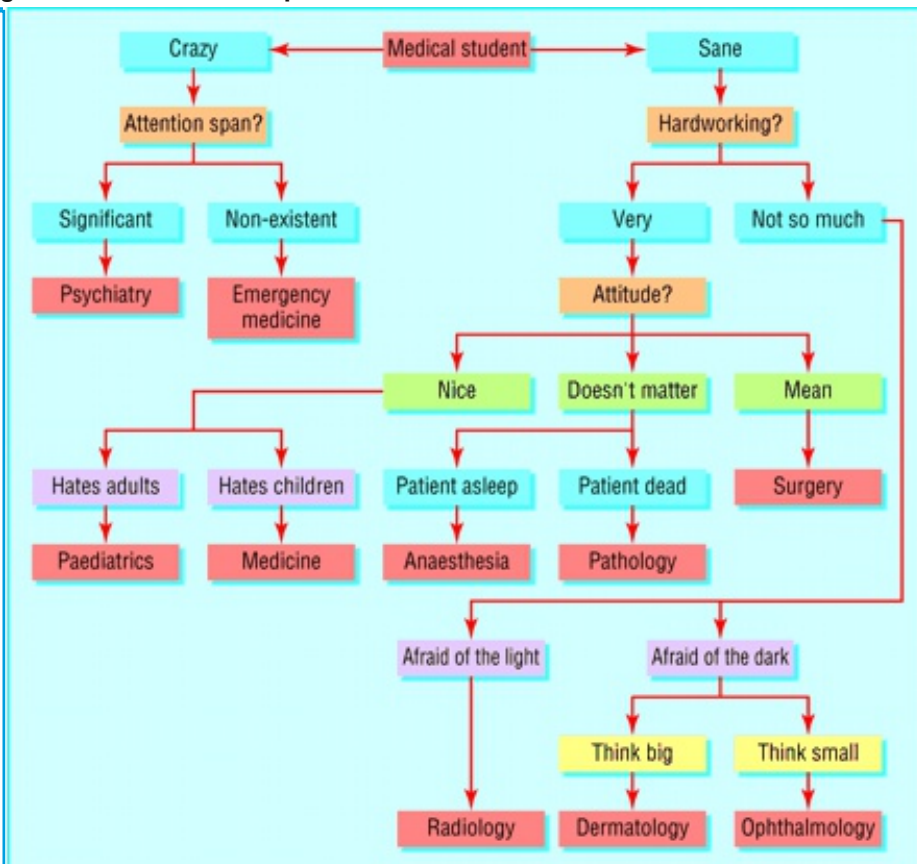 Crazy
Medical student
Sane
Attention span?
Hardworking?
Significant
Non-existent
Very
Not so much
Psychiatry
Emergency
medicine
Attitude?
Nice
Doesn't matter
Mean
Hates adults
Hates children
Patient asleep
Patient dead
Surgery
Paediatrics
Medicine
Anaesthesia
Pathology
Afraid of the light
Afraid of the dark
Think big
Think small
Radiology
Dermatology
Ophthalmology